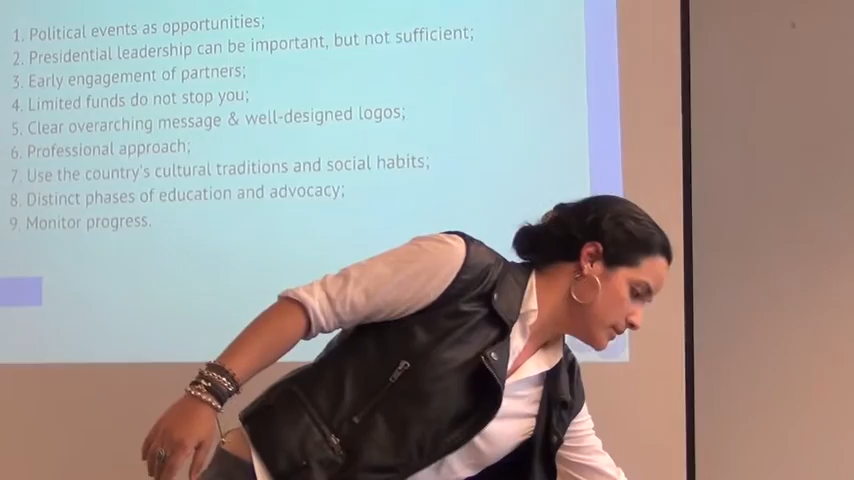 1. Political events as opportunities;
2. Presidential leadership can be important, but not sufficient;
3. Early engagement of partners;
4. Limited funds do not stop you;
5. Clear overarching message & well-designed logos;
6. Professional approach;
7. Use the country's cultural traditions and social habits;
8. Distinct phases of education and advocacy;
9. Monitor progress.